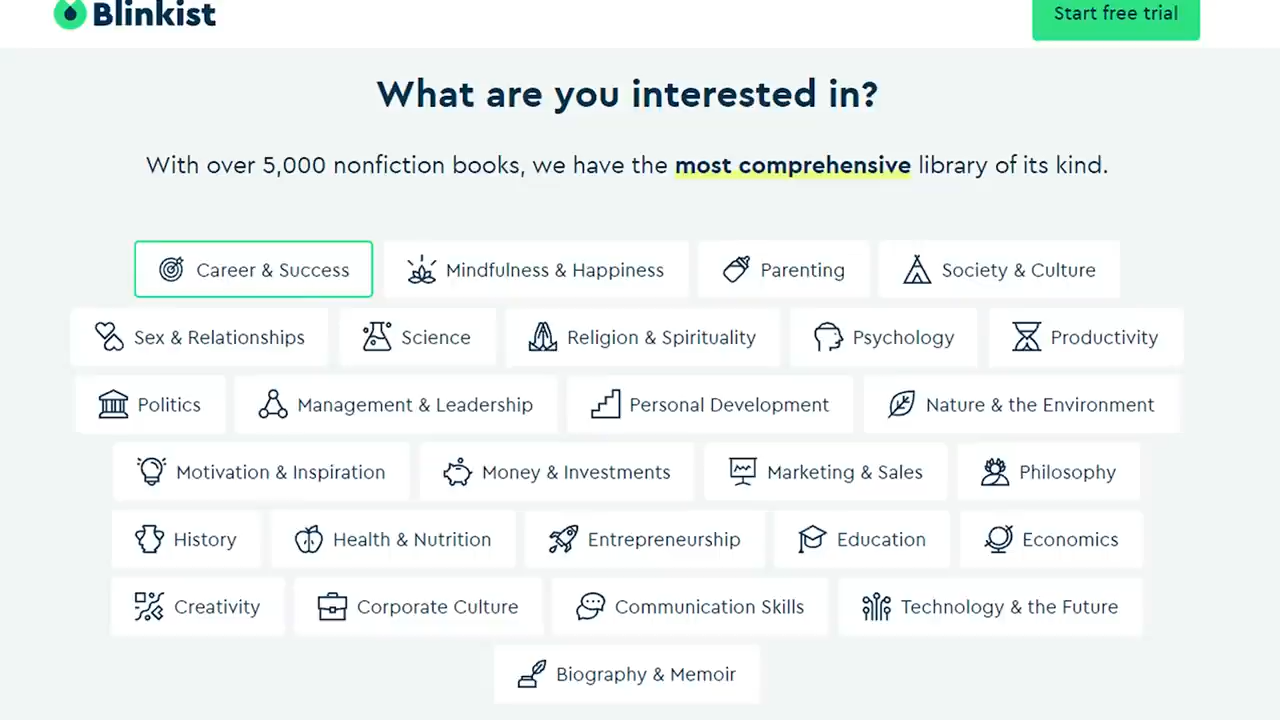 Blinkist
Start free trial
What are you interested in?
With over 5,000 nonfiction books, we have the most comprehensive library of its kind.
Career & Success
Mindfulness & Happiness
Parenting
Society & Culture
Sex & Relationships
Science
Religion & Spirituality
Psychology
Productivity
Politics
Management & Leadership
Personal Development
Nature & the Environment
Motivation & Inspiration
Money & Investments
Marketing & Sales
Philosophy
History
Health & Nutrition
Entrepreneurship
Education
Economics
Creativity
Corporate Culture
Communication Skills
Technology & the Future
Biography & Memoir